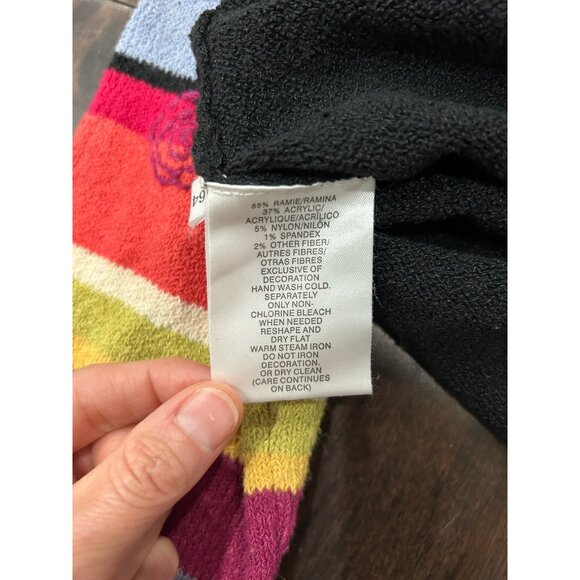 55% RAMIE/RAMINA
37% ACRYLIC/
ACRYLIQUE/ACRÍLICO
5% NYLON/NILÓN
1% SPANDEX
2% OTHER FIBER/
AUTRES FIBRES/
OTRAS FIBRES
EXCLUSIVE OF
DECORATION
HAND WASH COLD.
SEPARATELY
ONLY NON-
CHLORINE BLEACH
WHEN NEEDED
RESHAPE AND
DRY FLAT
WARM STEAM IRON
DO NOT IRON
DECORATION.
OR DRY CLEAN
(CARE CONTINUES
ON BACK)